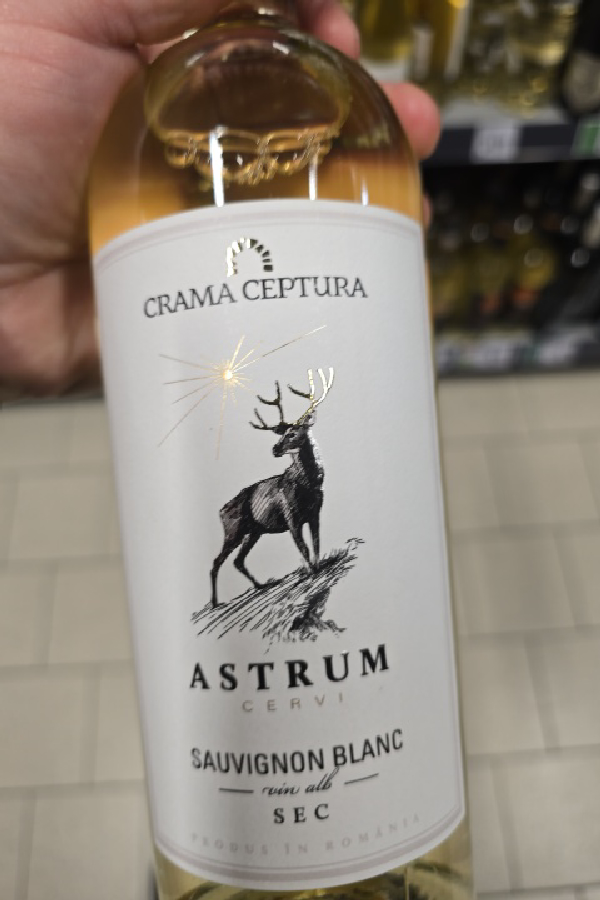 CRAMA CEPTURA
ASTRUM
CERVI
SAUVIGNON BLANC
vin alb
SEC
PRODUS ÎN ROMÂNIA